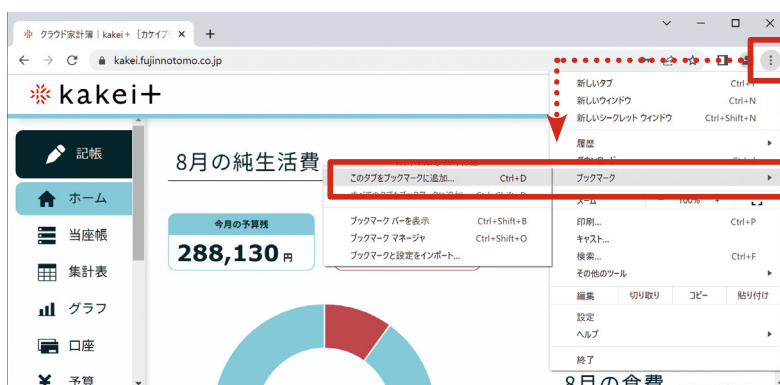 クラウド家計簿 | kakei+［カケイプ
kakei.fujinnotomo.co.jp
kakei+
記帳
ホーム
当座帳
集計表
グラフ
口座
予算
8月の純生活費
今月の予算残
288,130 円
8月の食費
新しいタブ Ctrl+T
新しいウィンドウ Ctrl+N
新しいシークレット ウィンドウ Ctrl+Shift+N
履歴
ブックマーク
ズーム 100% +
印刷... Ctrl+P
キャスト...
検索... Ctrl+F
その他のツール
編集 切り取り コピー 貼り付け
設定
ヘルプ
終了
このタブをブックマークに追加... Ctrl+D
ブックマーク バーを表示 Ctrl+Shift+B
ブックマーク マネージャ Ctrl+Shift+O
ブックマークと設定をインポート...